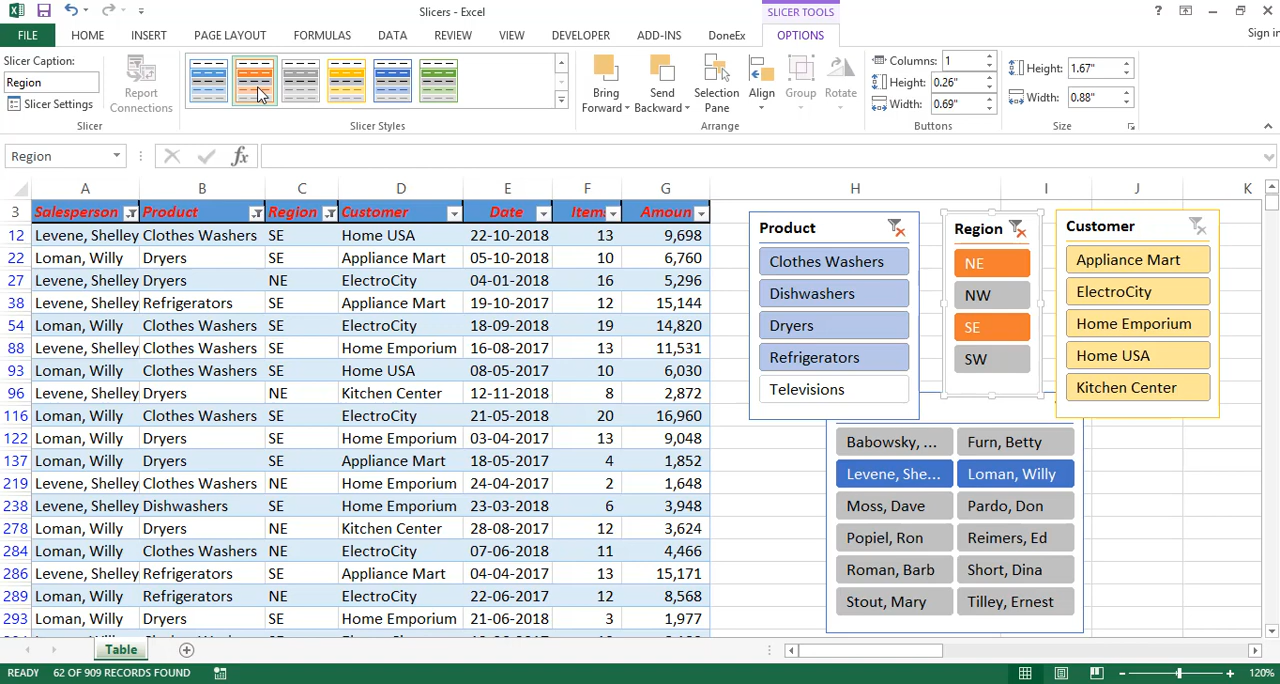 Slicers - Excel
SLICER TOOLS
?
FILE HOME INSERT PAGE LAYOUT FORMULAS DATA REVIEW VIEW DEVELOPER ADD-INS DoneEx OPTIONS
Sign in
Slicer Caption:
Region
Slicer Settings
Report Connections
Slicer
Slicer Styles
Bring Forward
Send Backward
Selection Pane
Align
Group
Rotate
Arrange
Columns: 1
Height: 0.26"
Width: 0.69"
Buttons
Height: 1.67"
Width: 0.88"
Size
Region fx
A B C D E F G H I J K
3 Salesperson Product Region Customer Date Items Amoun
12 Levene, Shelley Clothes Washers SE Home USA 22-10-2018 13 9,698
22 Loman, Willy Dryers SE Appliance Mart 05-10-2018 10 6,760
27 Levene, Shelley Dryers NE ElectroCity 04-01-2018 16 5,296
38 Levene, Shelley Refrigerators SE Appliance Mart 19-10-2017 12 15,144
54 Loman, Willy Clothes Washers SE ElectroCity 18-09-2018 19 14,820
88 Levene, Shelley Clothes Washers SE Home Emporium 16-08-2017 13 11,531
93 Levene, Shelley Clothes Washers SE Home USA 08-05-2017 10 6,030
96 Levene, Shelley Dryers NE Kitchen Center 12-11-2018 8 2,872
116 Loman, Willy Clothes Washers SE ElectroCity 21-05-2018 20 16,960
122 Loman, Willy Dryers SE Home Emporium 03-04-2017 13 9,048
137 Loman, Willy Dryers SE Appliance Mart 18-05-2017 4 1,852
219 Levene, Shelley Clothes Washers NE Home Emporium 24-11-2017 2 1,648
238 Levene, Shelley Dishwashers SE Home Emporium 23-03-2018 6 3,948
278 Loman, Willy Dryers NE Kitchen Center 28-08-2017 12 3,624
284 Loman, Willy Clothes Washers NE ElectroCity 07-06-2018 11 4,466
286 Levene, Shelley Refrigerators SE Appliance Mart 04-04-2017 13 15,171
289 Loman, Willy Refrigerators NE ElectroCity 22-06-2017 12 8,568
293 Loman, Willy Dryers SE Home Emporium 21-06-2018 3 1,977
Product
Clothes Washers
Dishwashers
Dryers
Refrigerators
Televisions
Region
NE
NW
SE
SW
Customer
Appliance Mart
ElectroCity
Home Emporium
Home USA
Kitchen Center
Babowsky, ... Furn, Betty
Levene, She... Loman, Willy
Moss, Dave Pardo, Don
Popiel, Ron Reimers, Ed
Roman, Barb Short, Dina
Stout, Mary Tilley, Ernest
Table
READY 62 OF 909 RECORDS FOUND 120%